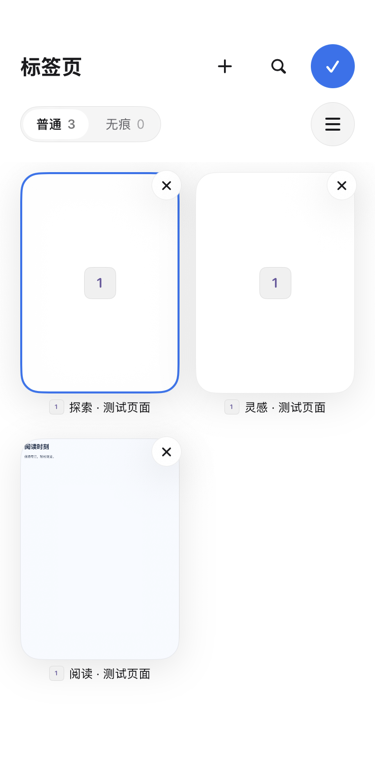 标签页
普通 3 无痕 0
1
1
1 探索 · 测试页面
1 灵感 · 测试页面
阅读时刻
1 阅读 · 测试页面